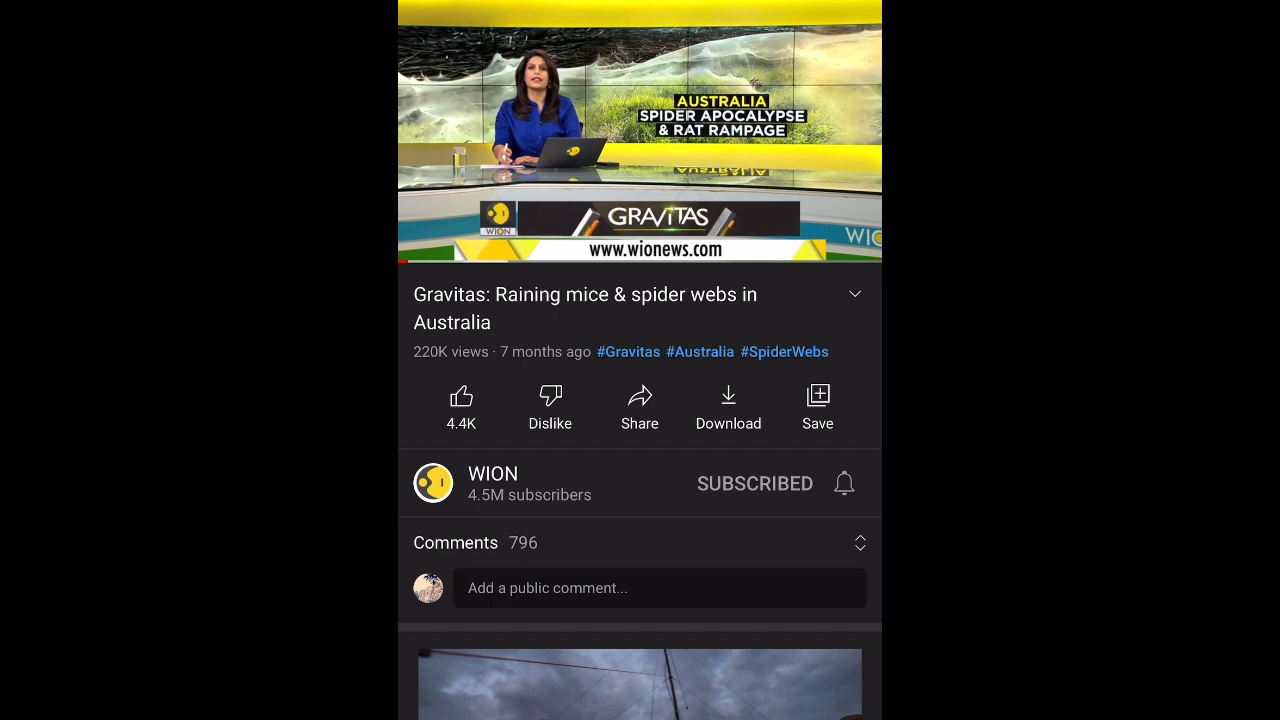 AUSTRALIA
SPIDER APOCALYPSE
& RAT RAMPAGE
AUSTRALIA
WION
GRAVITAS
WION
www.wionews.com
Gravitas: Raining mice & spider webs in
Australia
220K views · 7 months ago #Gravitas #Australia #SpiderWebs
4.4K
Dislike
Share
Download
Save
WION
4.5M subscribers
SUBSCRIBED
Comments 796
Add a public comment...